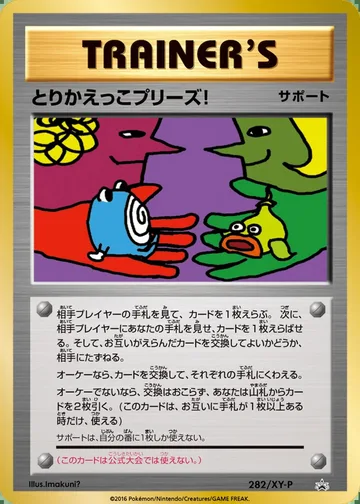 TRAINER'S
とりかえっこプリーズ!
サポート
相手プレイヤーの手札を見て、カードを1枚えらぶ。次に、
相手プレイヤーにあなたの手札を見せ、カードを1枚えらばせ
る。そして、お互いがえらんだカードを交換してよいかどうか、
相手にたずねる。
オーケーなら、カードを交換して、それぞれの手札にくわえる。
オーケーでないなら、交換はおこらず、あなたは山札からカー
ドを2枚引く。(このカードは、お互いに手札が1枚以上ある
時だけ、使える)
サポートは、自分の番に1枚しか使えない。
(このカードは公式大会では使えない。)
Illus.Imakuni?
282/XY-P
©2016 Pokémon/Nintendo/Creatures/GAME FREAK.